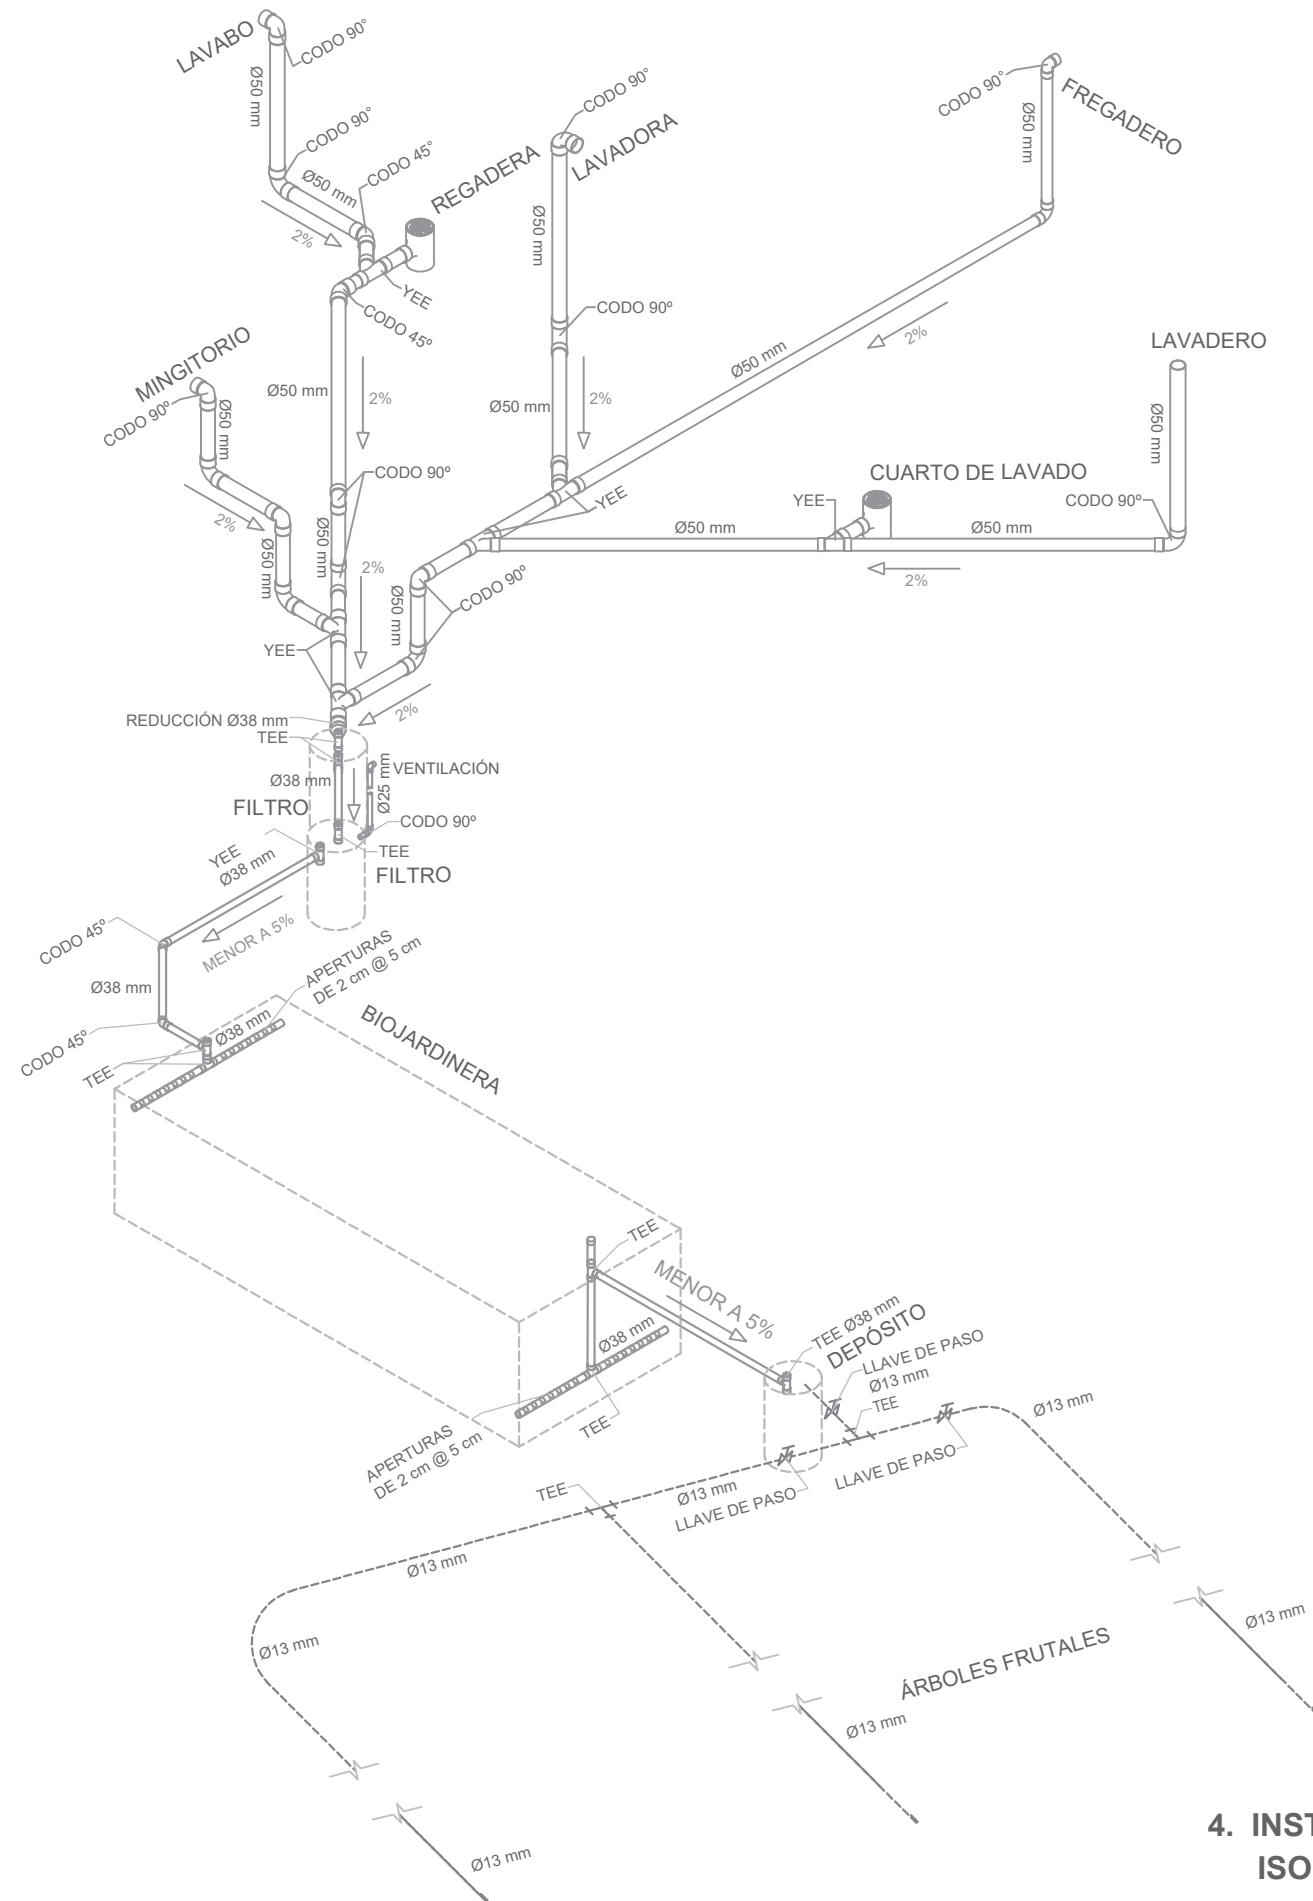 LAVABO
CODO 90°
Ø50 mm
CODO 90°
Ø50 mm
CODO 45°
2%
REGADERA
YEE
CODO 45º
CODO 90°
LAVADORA
Ø50 mm
CODO 90º
Ø50 mm
2%
CODO 90°
FREGADERO
Ø50 mm
Ø50 mm
2%
LAVADERO
Ø50 mm
CODO 90º
CUARTO DE LAVADO
YEE
Ø50 mm
Ø50 mm
2%
YEE
MINGITORIO
CODO 90º
Ø50 mm
2%
Ø50 mm
Ø50 mm
2%
CODO 90º
Ø50 mm
2%
Ø50 mm
CODO 90º
YEE
2%
REDUCCIÓN Ø38 mm
TEE
Ø38 mm
Ø25 mm
VENTILACIÓN
FILTRO
CODO 90º
TEE
FILTRO
YEE
Ø38 mm
MENOR A 5%
CODO 45º
Ø38 mm
CODO 45º
TEE
Ø38 mm
APERTURAS
DE 2 cm @ 5 cm
BIOJARDINERA
TEE
MENOR A 5%
Ø38 mm
TEE
APERTURAS
DE 2 cm @ 5 cm
TEE Ø38 mm
DEPÓSITO
LLAVE DE PASO
Ø13 mm
TEE
Ø13 mm
LLAVE DE PASO
Ø13 mm
LLAVE DE PASO
TEE
Ø13 mm
Ø13 mm
Ø13 mm
ÁRBOLES FRUTALES
Ø13 mm
Ø13 mm
4. INST
ISO